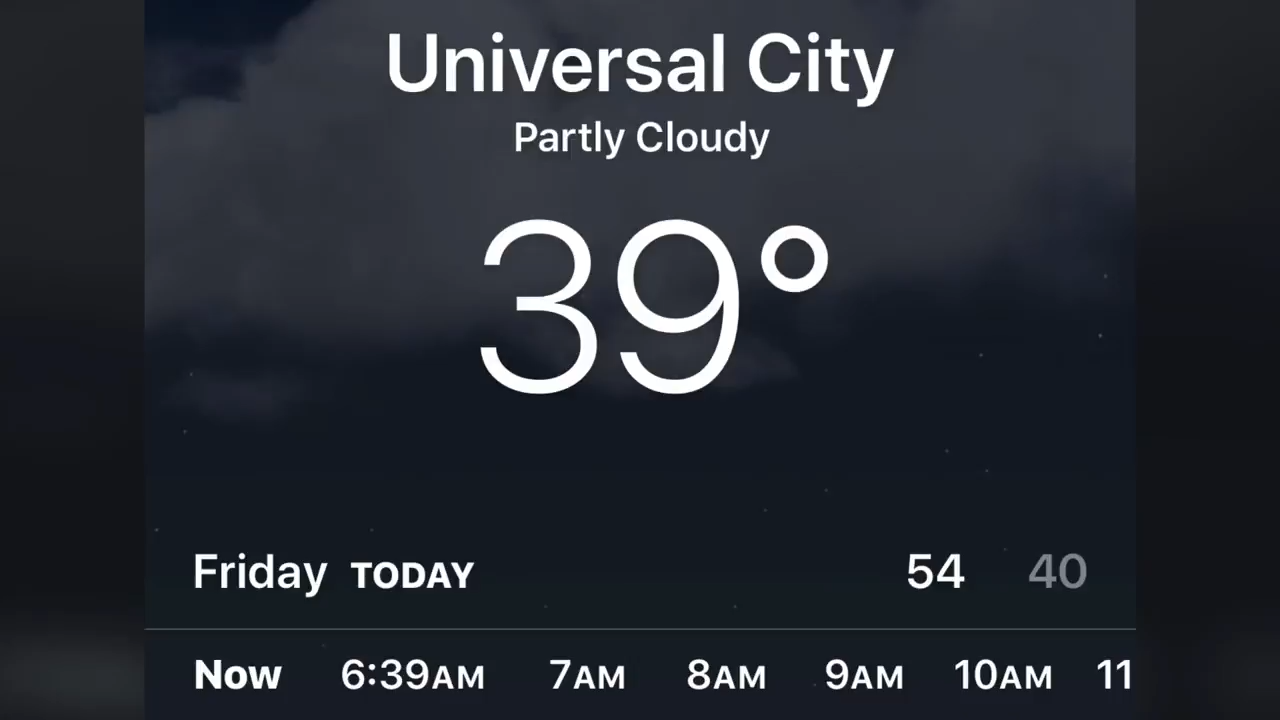 Universal City
Partly Cloudy
39°
Friday TODAY 54 40
Now 6:39AM 7AM 8AM 9AM 10AM 11